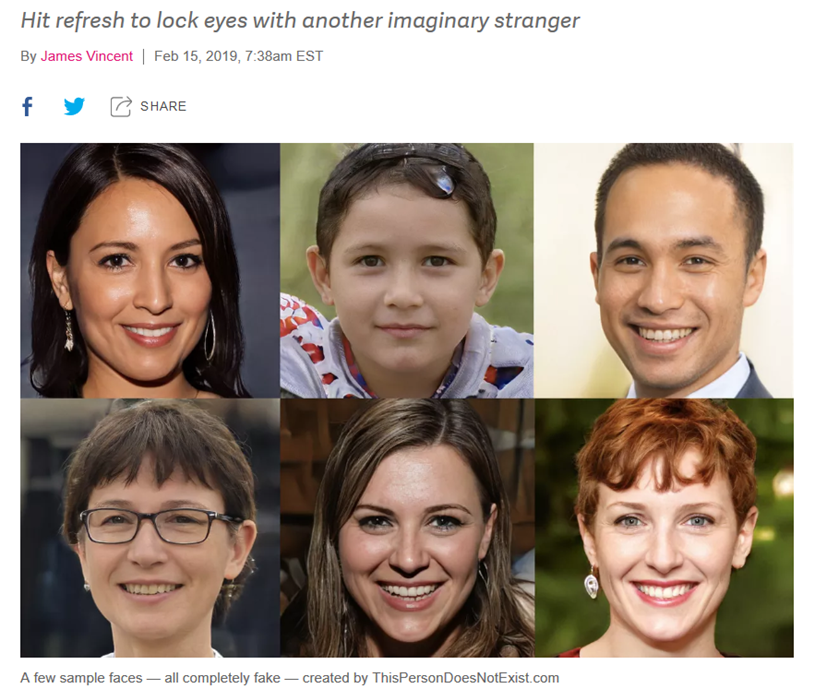 Hit refresh to lock eyes with another imaginary stranger
By James Vincent | Feb 15, 2019, 7:38am EST
SHARE
A few sample faces — all completely fake — created by ThisPersonDoesNotExist.com